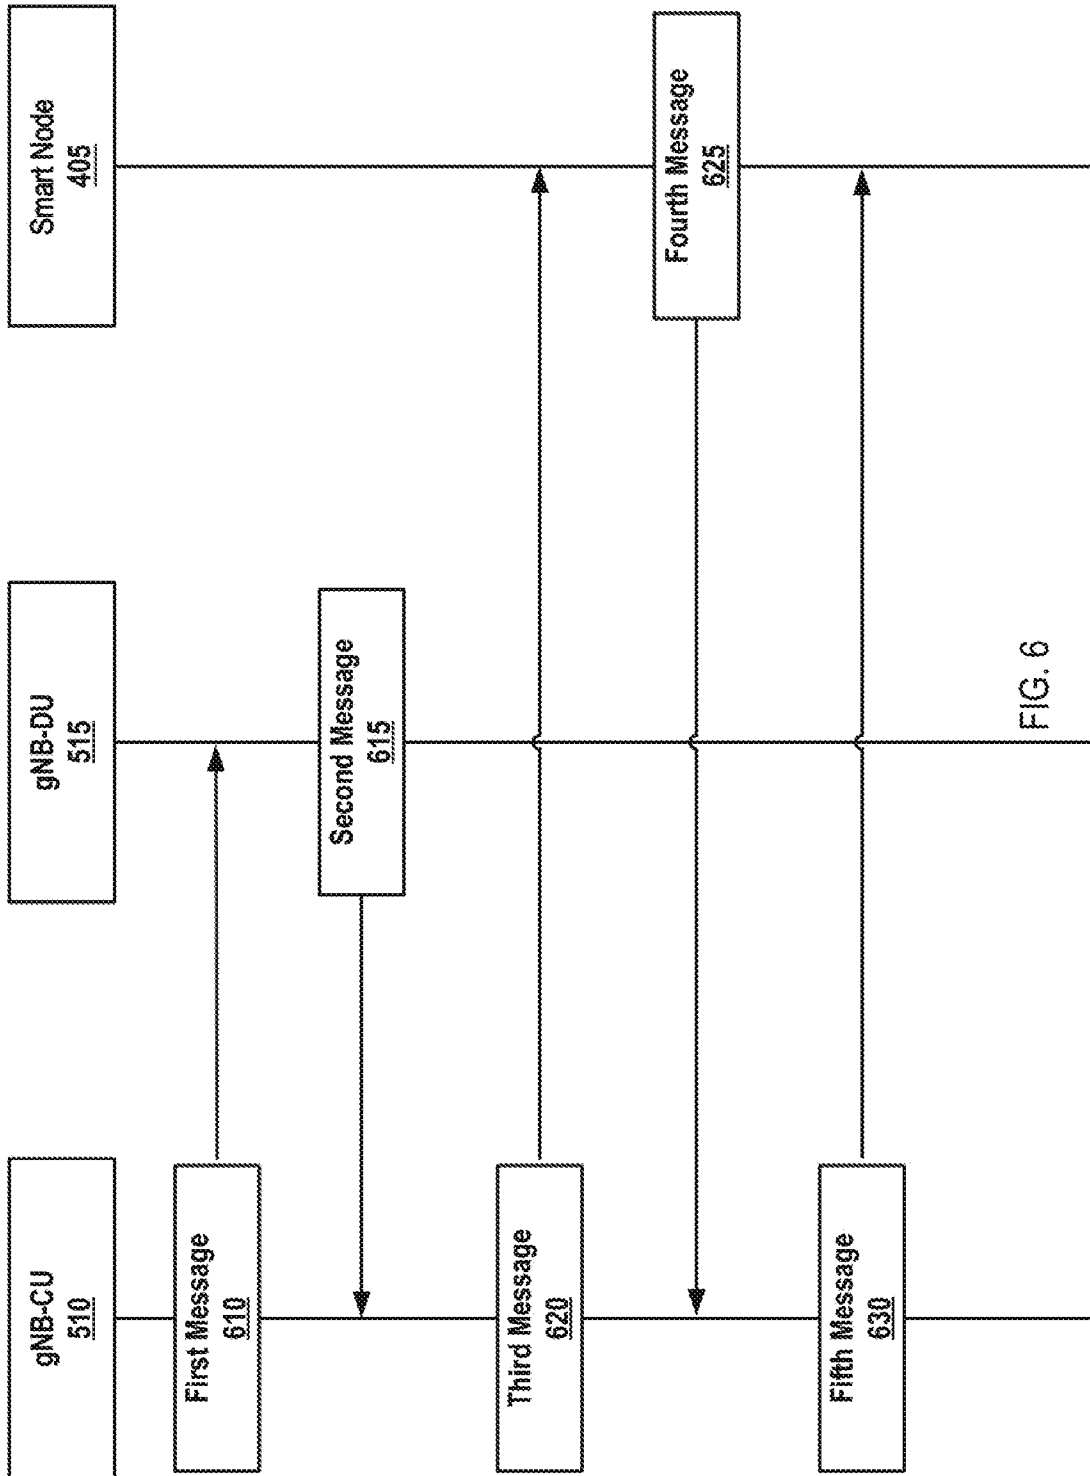 gNB-CU
510
gNB-DU
515
Smart Node
405
First Message
610
Second Message
615
Third Message
620
Fourth Message
625
Fifth Message
630
FIG. 6